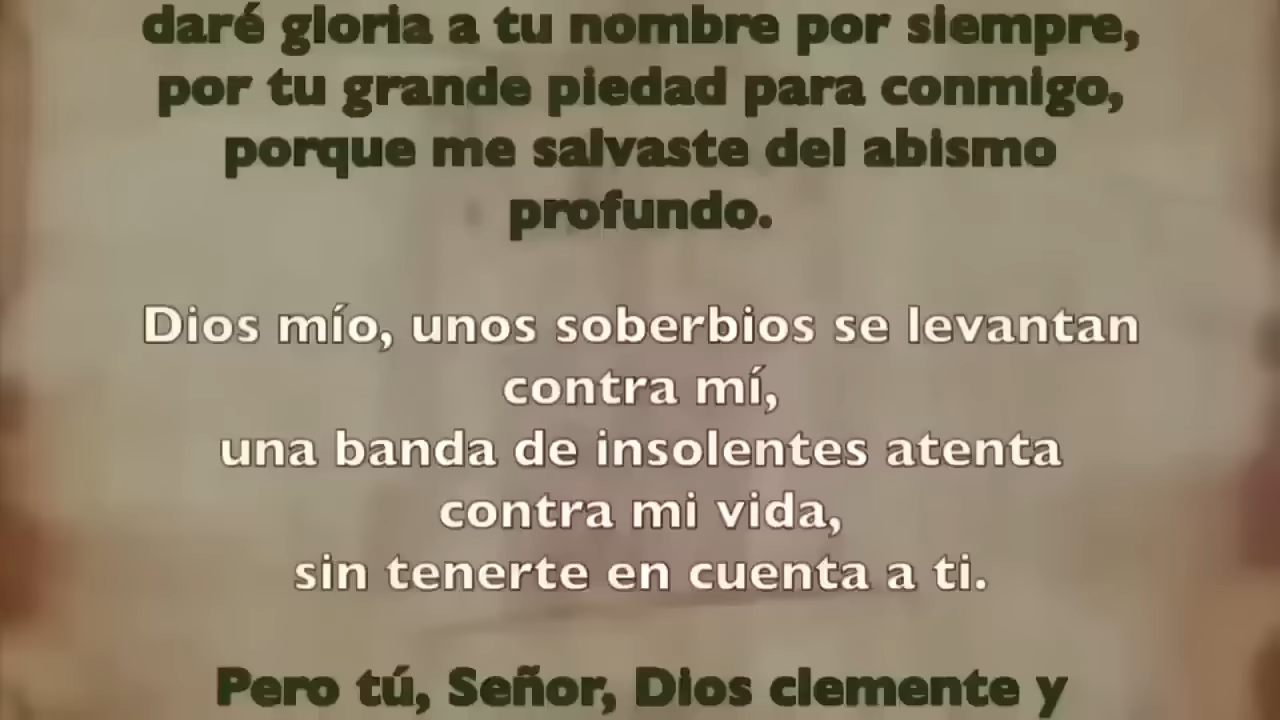 daré gloria a tu nombre por siempre,
por tu grande piedad para conmigo,
porque me salvaste del abismo
profundo.
Dios mío, unos soberbios se levantan
contra mí,
una banda de insolentes atenta
contra mi vida,
sin tenerte en cuenta a ti.
Pero tú, Señor, Dios clemente y